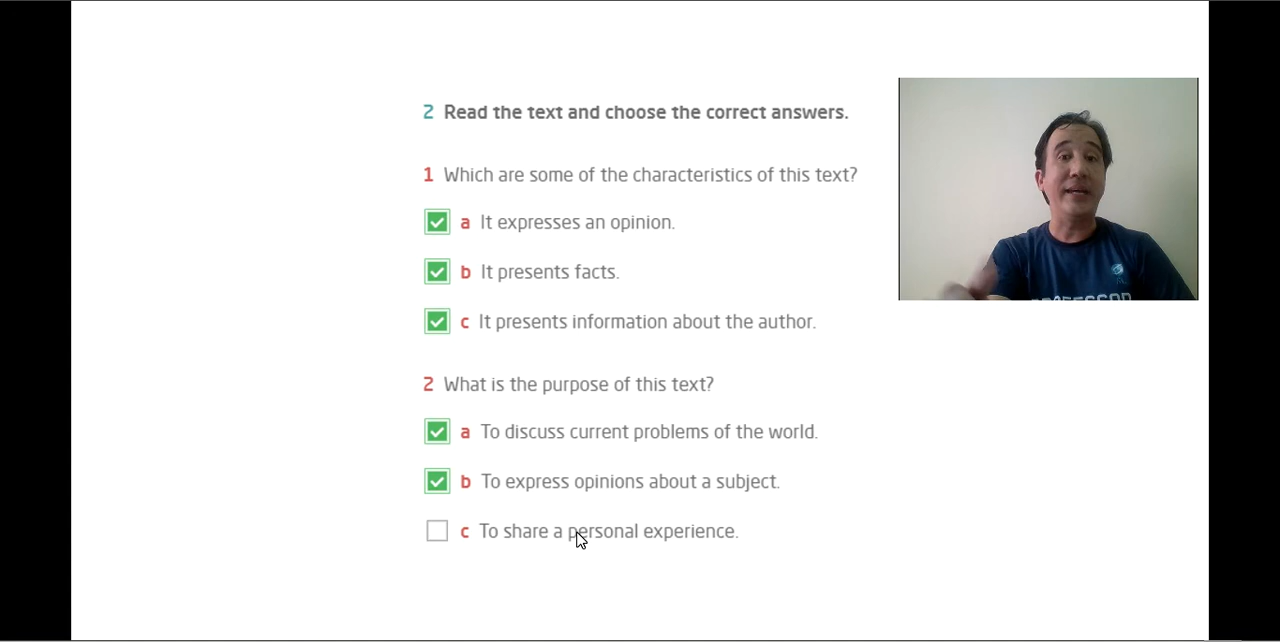 2 Read the text and choose the correct answers.
1 Which are some of the characteristics of this text?
a It expresses an opinion.
b It presents facts.
c It presents information about the author.
2 What is the purpose of this text?
a To discuss current problems of the world.
b To express opinions about a subject.
c To share a personal experience.